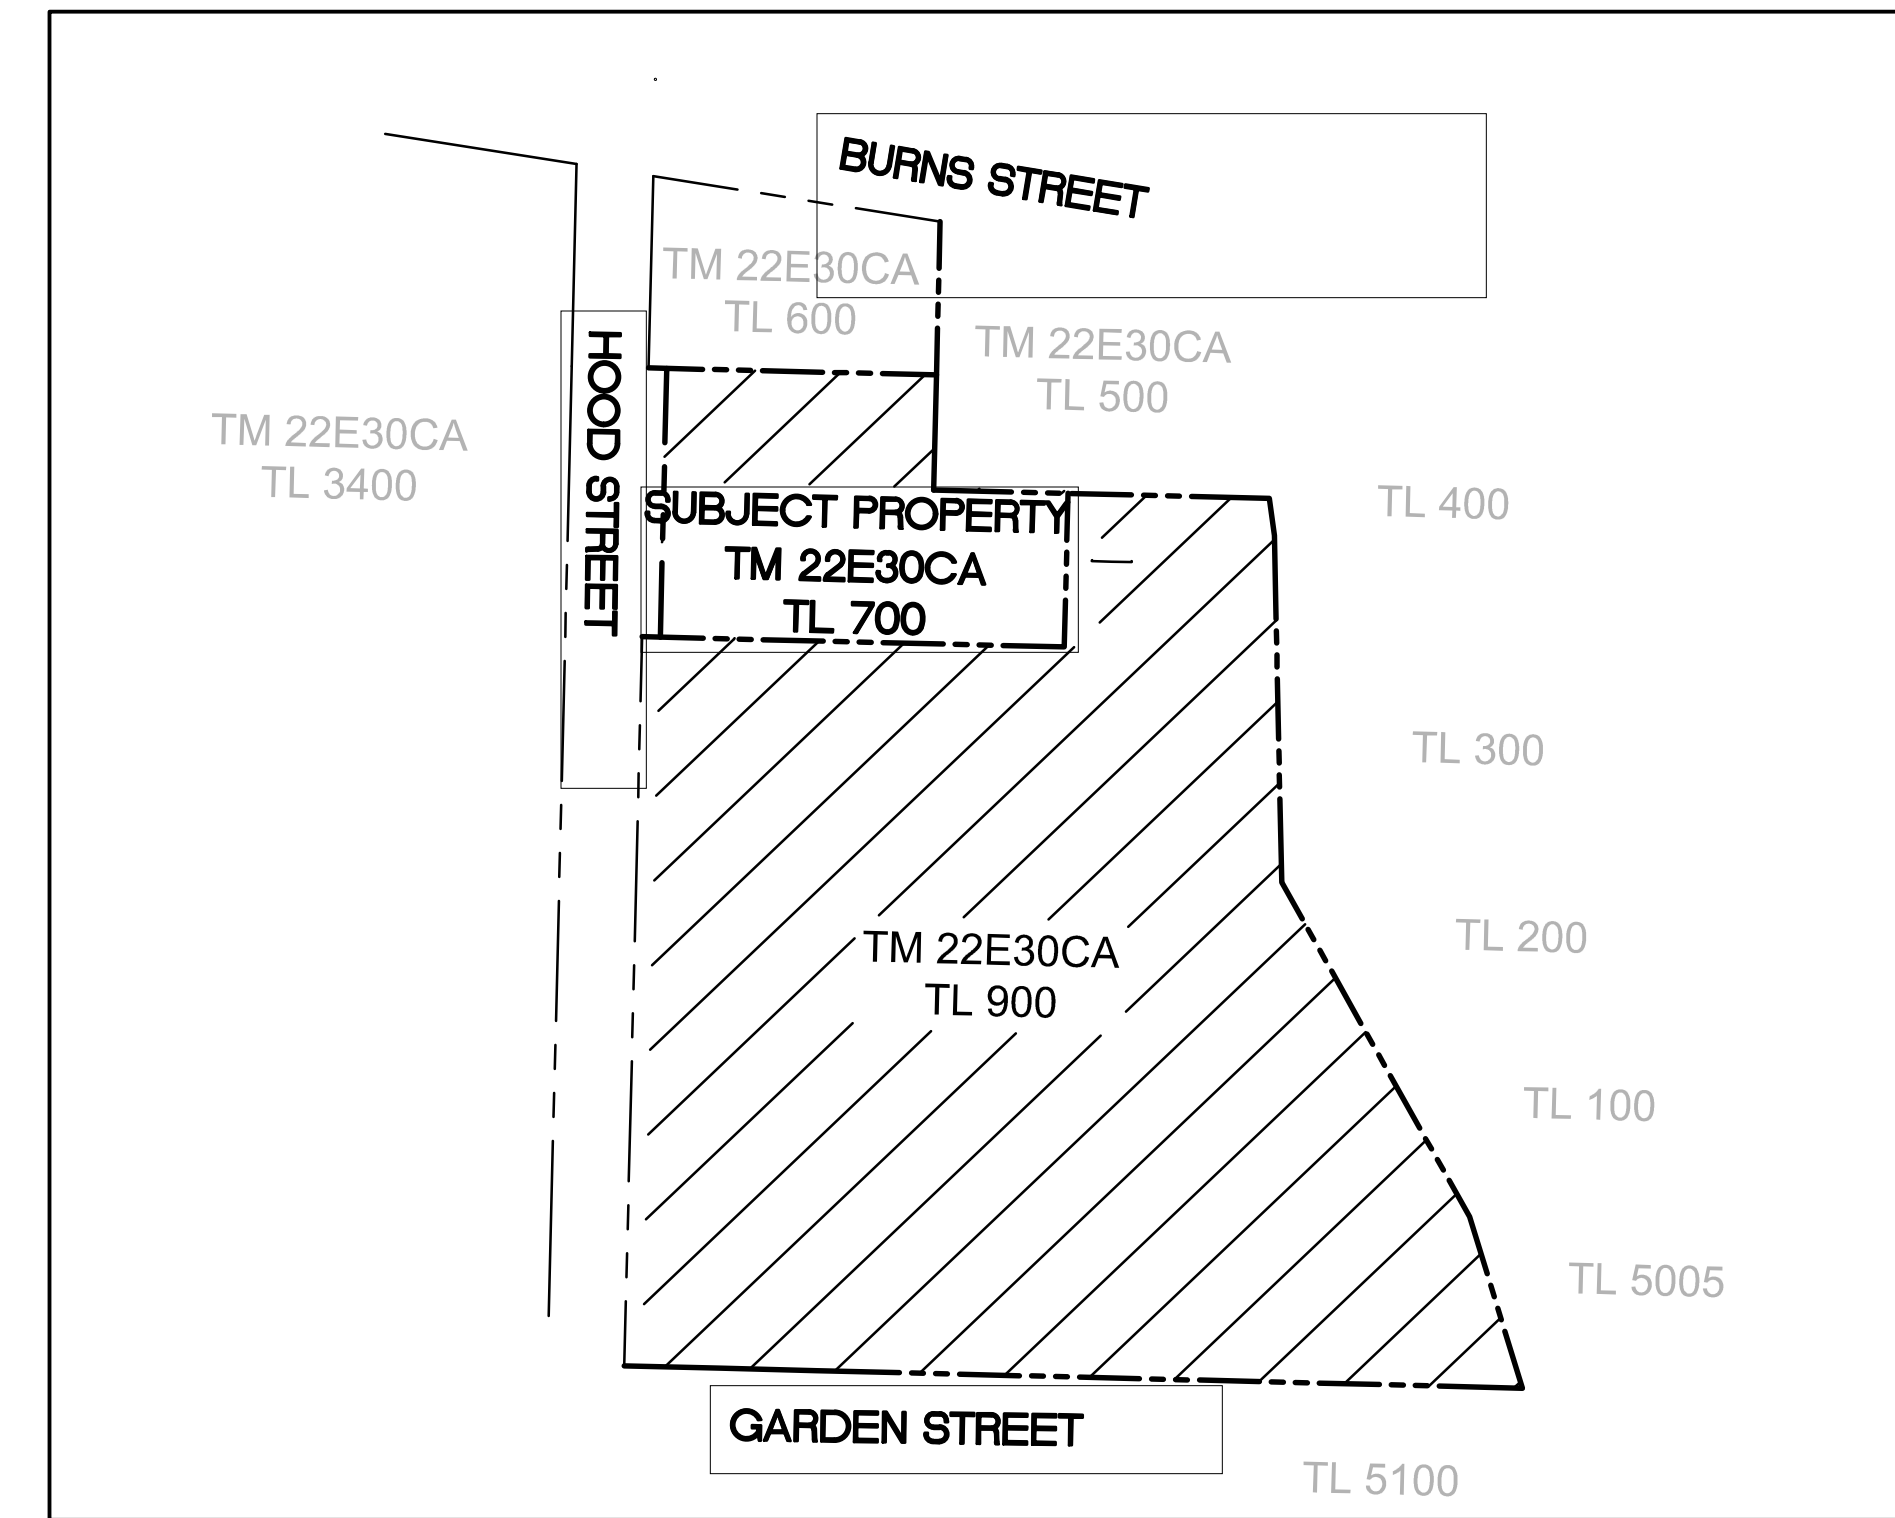 BURNS STREET
TM 22E30CA
TL 600
TM 22E30CA
TL 500
HOOD STREET
TM 22E30CA
TL 3400
SUBJECT PROPERTY
TM 22E30CA
TL 700
TL 400
TL 300
TL 200
TM 22E30CA
TL 900
TL 100
TL 5005
GARDEN STREET
TL 5100